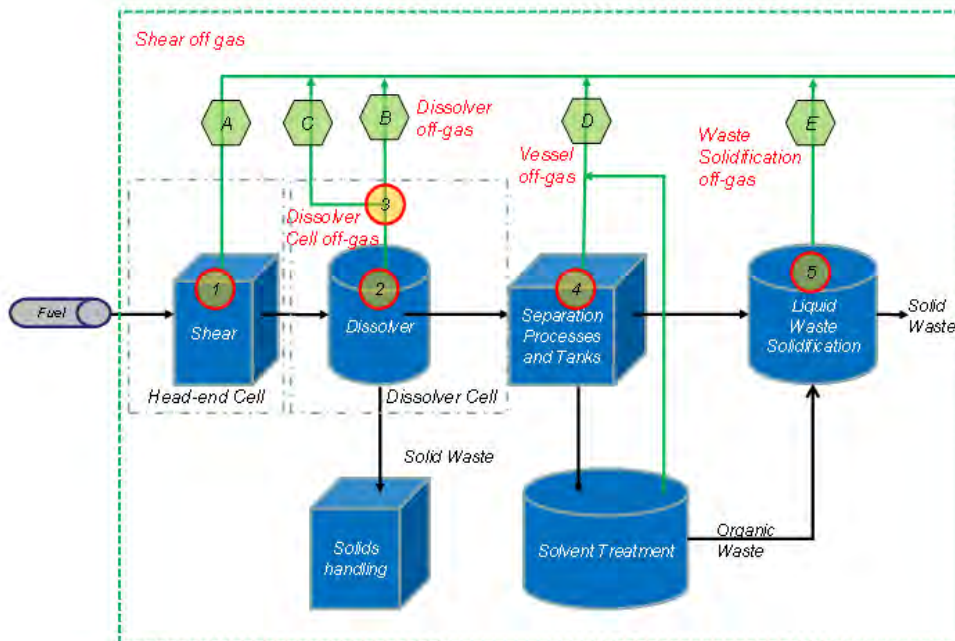 Shear off gas
A
C
B
D
E
Dissolver
off-gas
Vessel
off-gas
Waste
Solidification
off-gas
3
Dissolver
Cell off-gas
1
2
4
5
Fuel
Shear
Dissolver
Separation
Processes
and Tanks
Liquid
Waste
Solidification
Solid
Waste
Head-end Cell
Dissolver Cell
Solid Waste
Solids
handling
Solvent Treatment
Organic
Waste